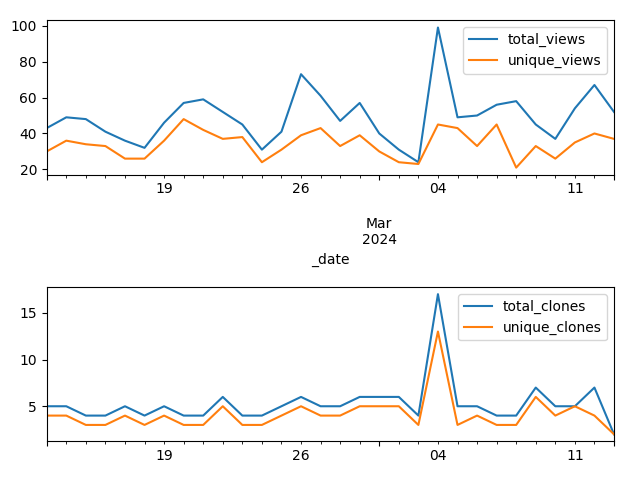 100
80
60
40
20
total_views
unique_views
19
26
04
11
Mar
2024
_date
15
10
5
total_clones
unique_clones
19
26
04
11